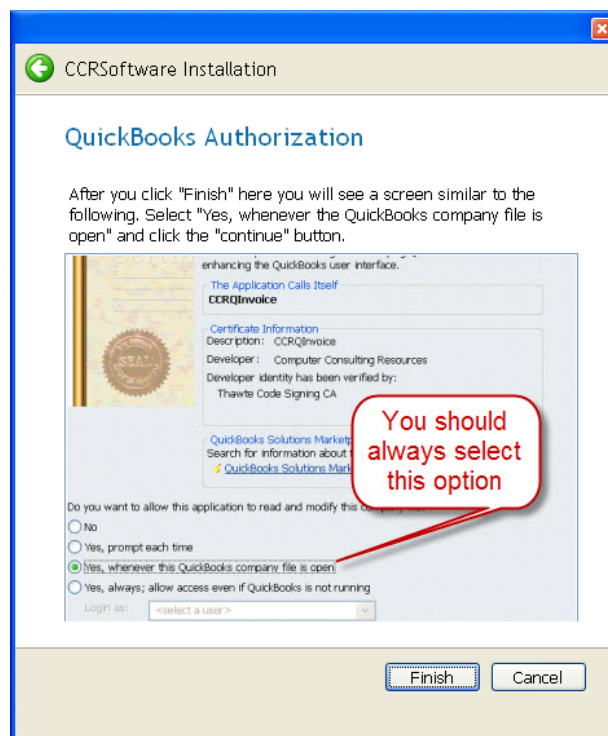 CCRSoftware Installation
QuickBooks Authorization
After you click "Finish" here you will see a screen similar to the
following. Select "Yes, whenever the QuickBooks company file is
open" and click the "continue" button.
enhancing the QuickBooks user interface.
The Application Calls Itself
CCRQInvoice
Certificate Information
Description: CCRQInvoice
Developer: Computer Consulting Resources
Developer identity has been verified by:
Thawte Code Signing CA
SEAL
QuickBooks Solutions
Search for information about
QuickBooks Solutions
You should
always select
this option
Do you want to allow this application to read and modify this
No
Yes, prompt each time
Yes, whenever this QuickBooks company file is open
Yes, always; allow access even if QuickBooks is not running
Login as: <select a user>
Finish Cancel